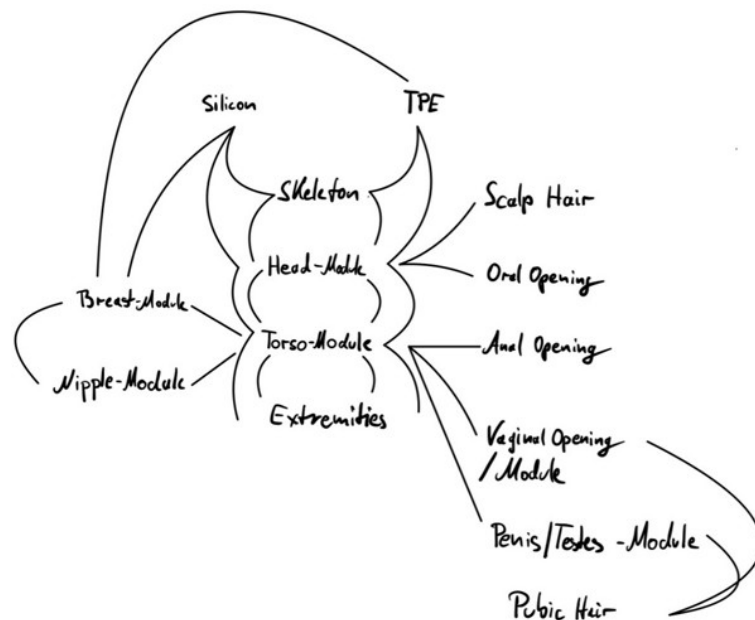 Silicon
TPE
Skeleton
Scalp Hair
Head-Module
Oral Opening
Breast-Module
Torso-Module
Anal Opening
Nipple-Module
Extremities
Vaginal Opening
/Module
Penis/Testes-Module
Pubic Hair